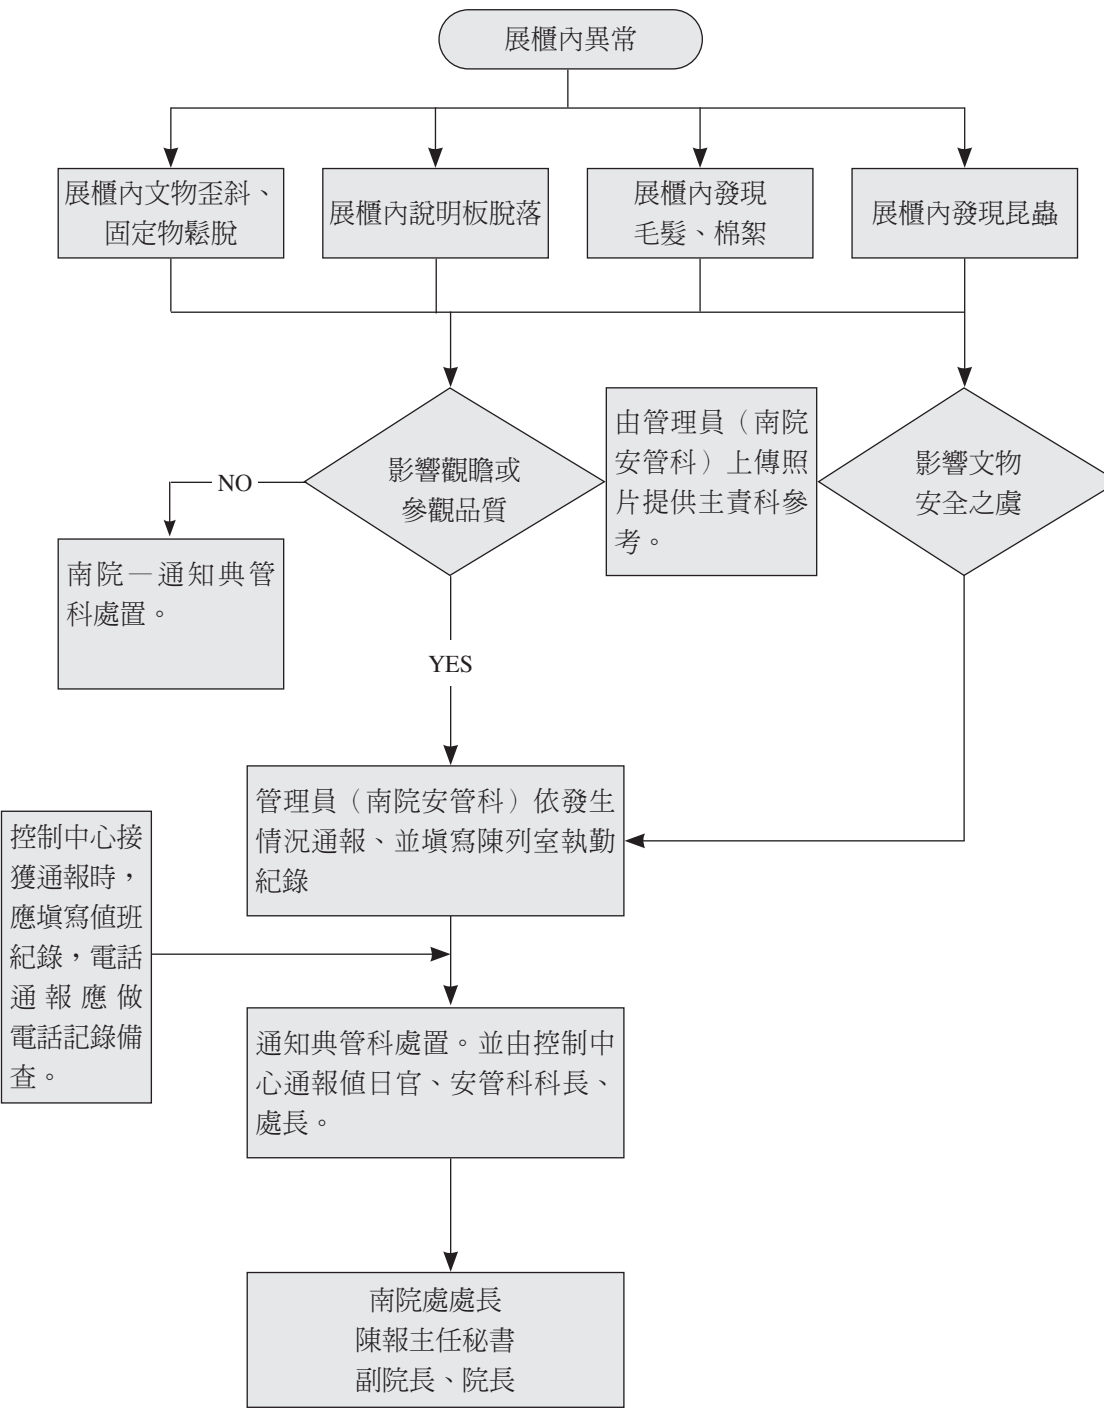 展櫃內異常
展櫃內文物歪斜、
固定物鬆脫
展櫃內說明板脫落
展櫃內發現
毛髮、棉絮
展櫃內發現昆蟲
影響觀瞻或
參觀品質
由管理員（南院
安管科）上傳照
片提供主責科參
考。
影響文物
安全之虞
NO
南院—通知典管
科處置。
YES
管理員（南院安管科）依發生
情況通報、並填寫陳列室執勤
紀錄
控制中心接
獲通報時，
應填寫值班
紀錄，電話
通報應做
電話記錄備
查。
通知典管科處置。並由控制中
心通報值日官、安管科科長、
處長。
南院處處長
陳報主任秘書
副院長、院長